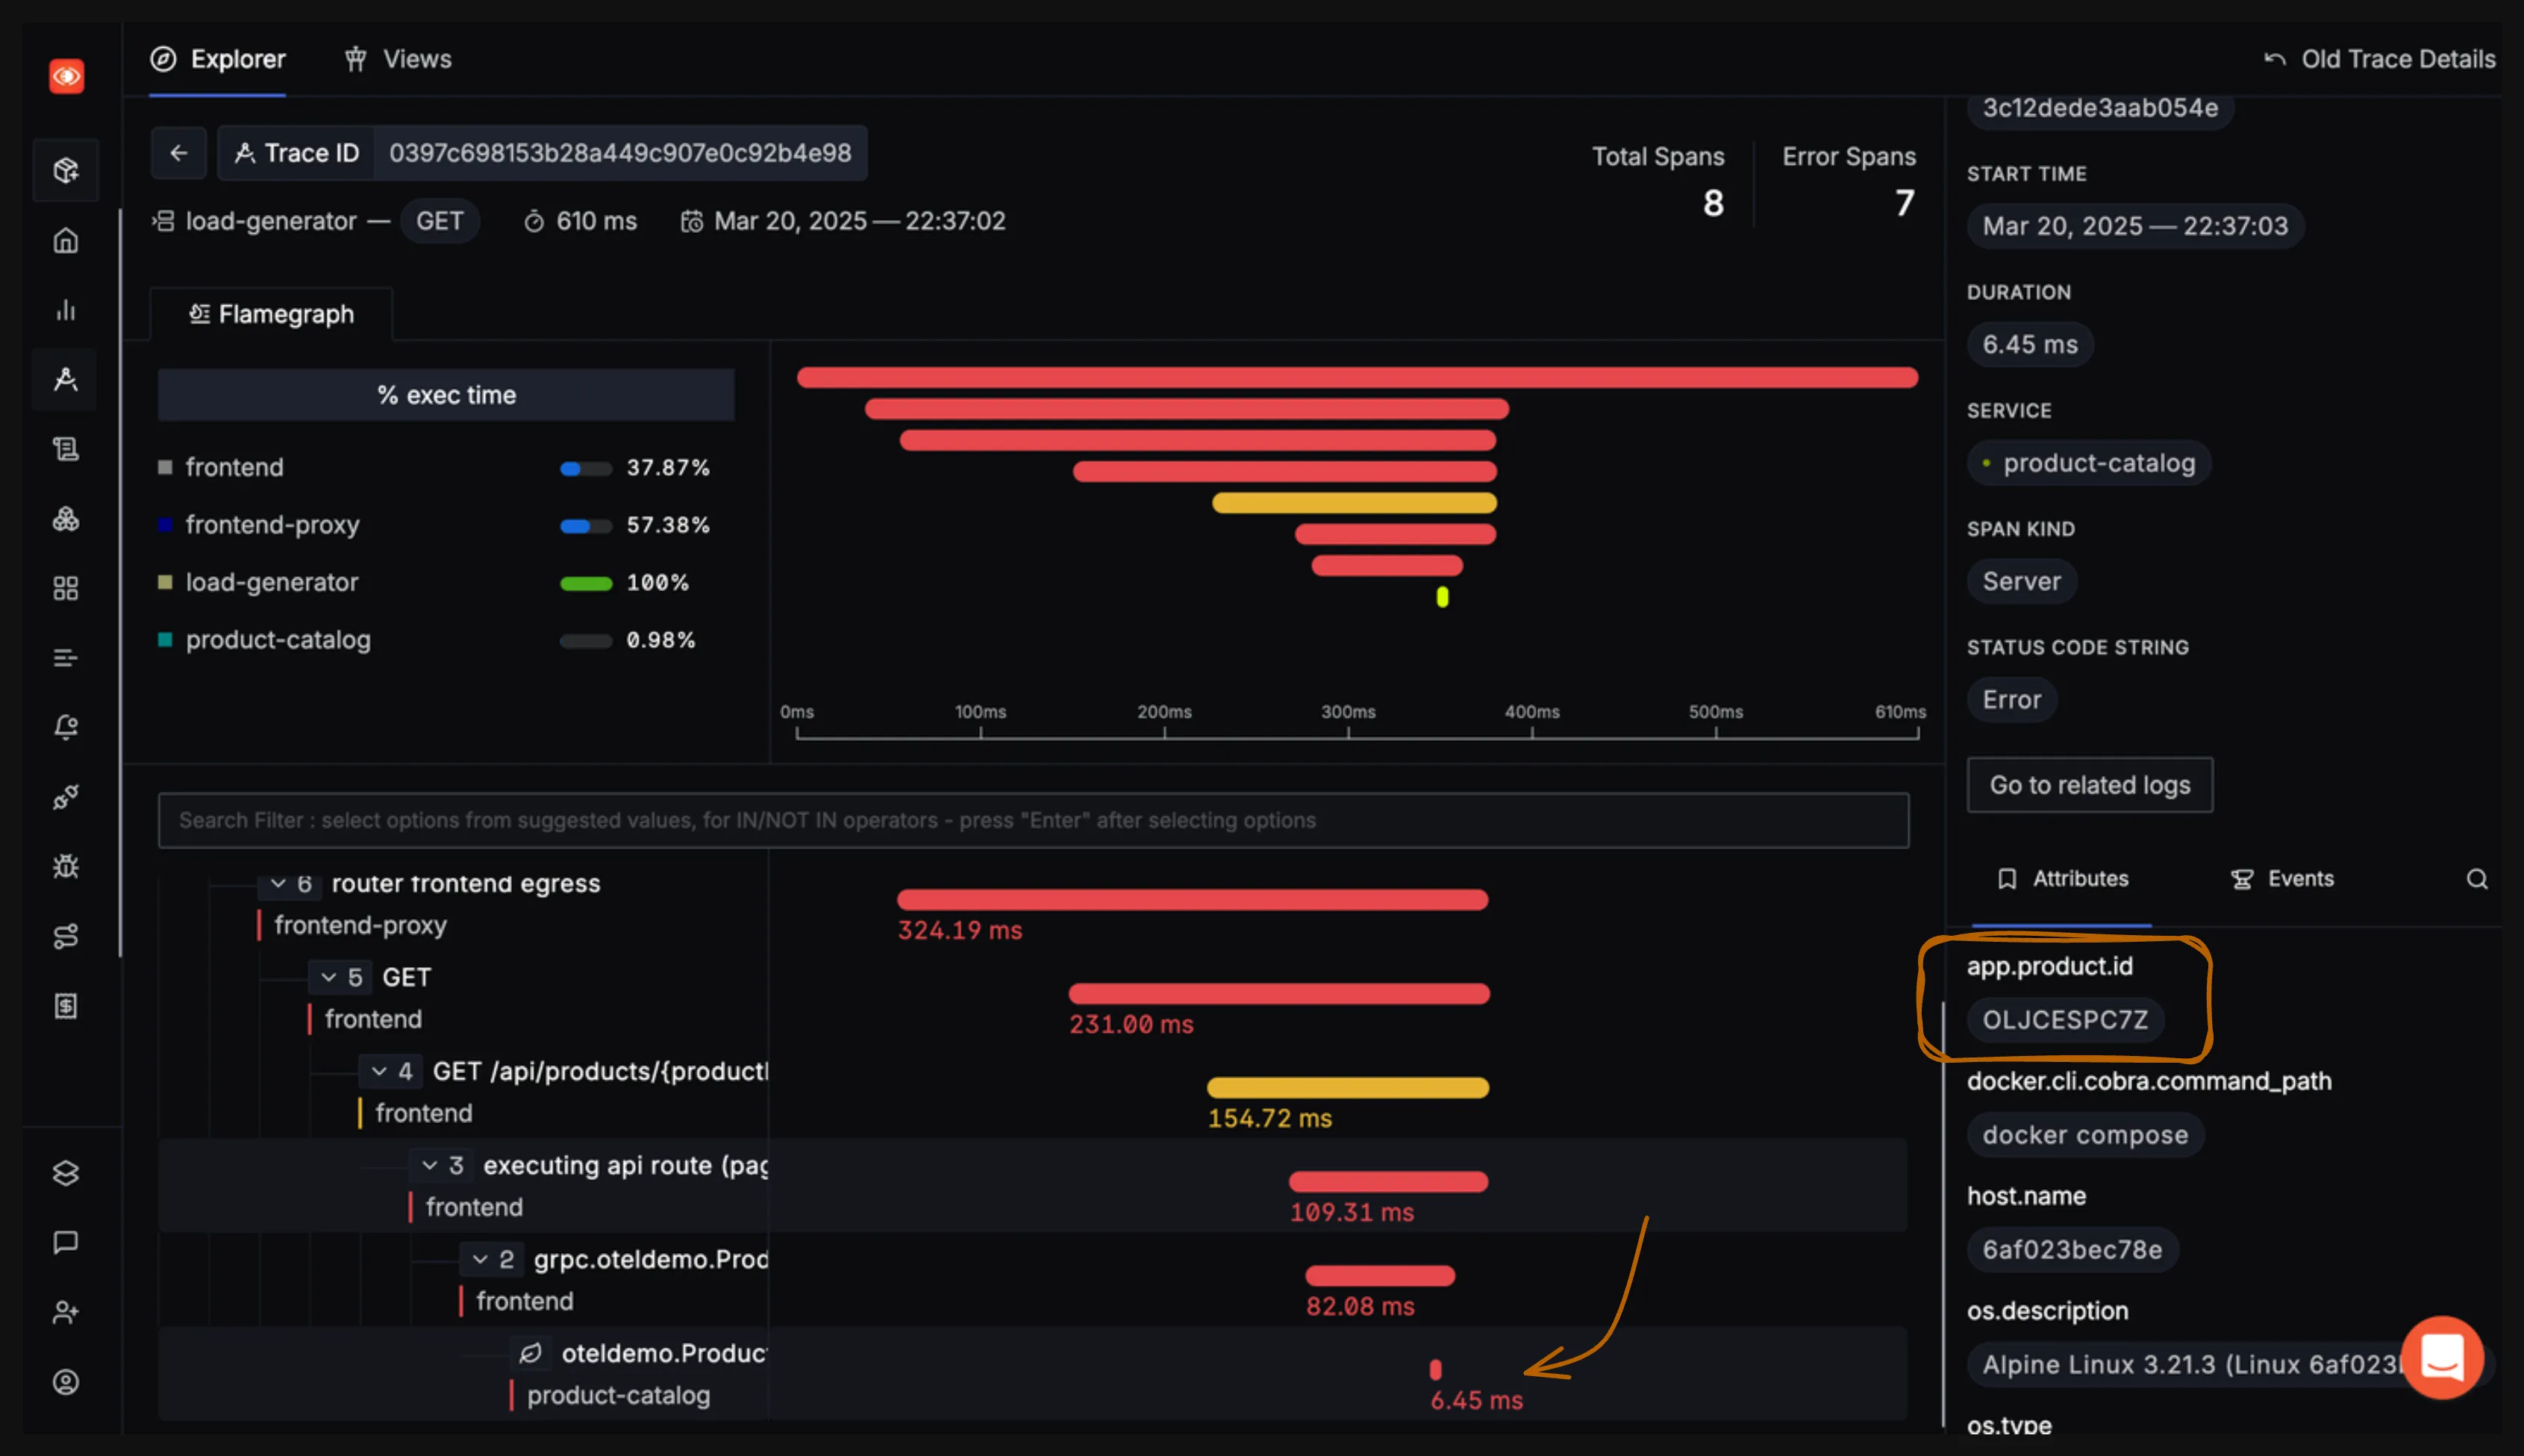 Explorer
Views
Old Trace Details
Trace ID 0397c698153b28a449c907e0c92b4e98
load-generator — GET 610 ms Mar 20, 2025 — 22:37:02
Total Spans
8
Error Spans
7
Flamegraph
% exec time
frontend 37.87%
frontend-proxy 57.38%
load-generator 100%
product-catalog 0.98%
0ms 100ms 200ms 300ms 400ms 500ms 610ms
Search Filter : select options from suggested values, for IN/NOT IN operators - press "Enter" after selecting options
6 router frontend egress
frontend-proxy
324.19 ms
5 GET
frontend
231.00 ms
4 GET /api/products/{product
frontend
154.72 ms
3 executing api route (pag
frontend
109.31 ms
2 grpc.oteldemo.Prod
frontend
82.08 ms
oteldemo.Produc
product-catalog
6.45 ms
3c12dede3aab054e
START TIME
Mar 20, 2025 — 22:37:03
DURATION
6.45 ms
SERVICE
product-catalog
SPAN KIND
Server
STATUS CODE STRING
Error
Go to related logs
Attributes
Events
app.product.id
OLJCESPC7Z
docker.cli.cobra.command_path
docker compose
host.name
6af023bec78e
os.description
Alpine Linux 3.21.3 (Linux 6af023
os.type